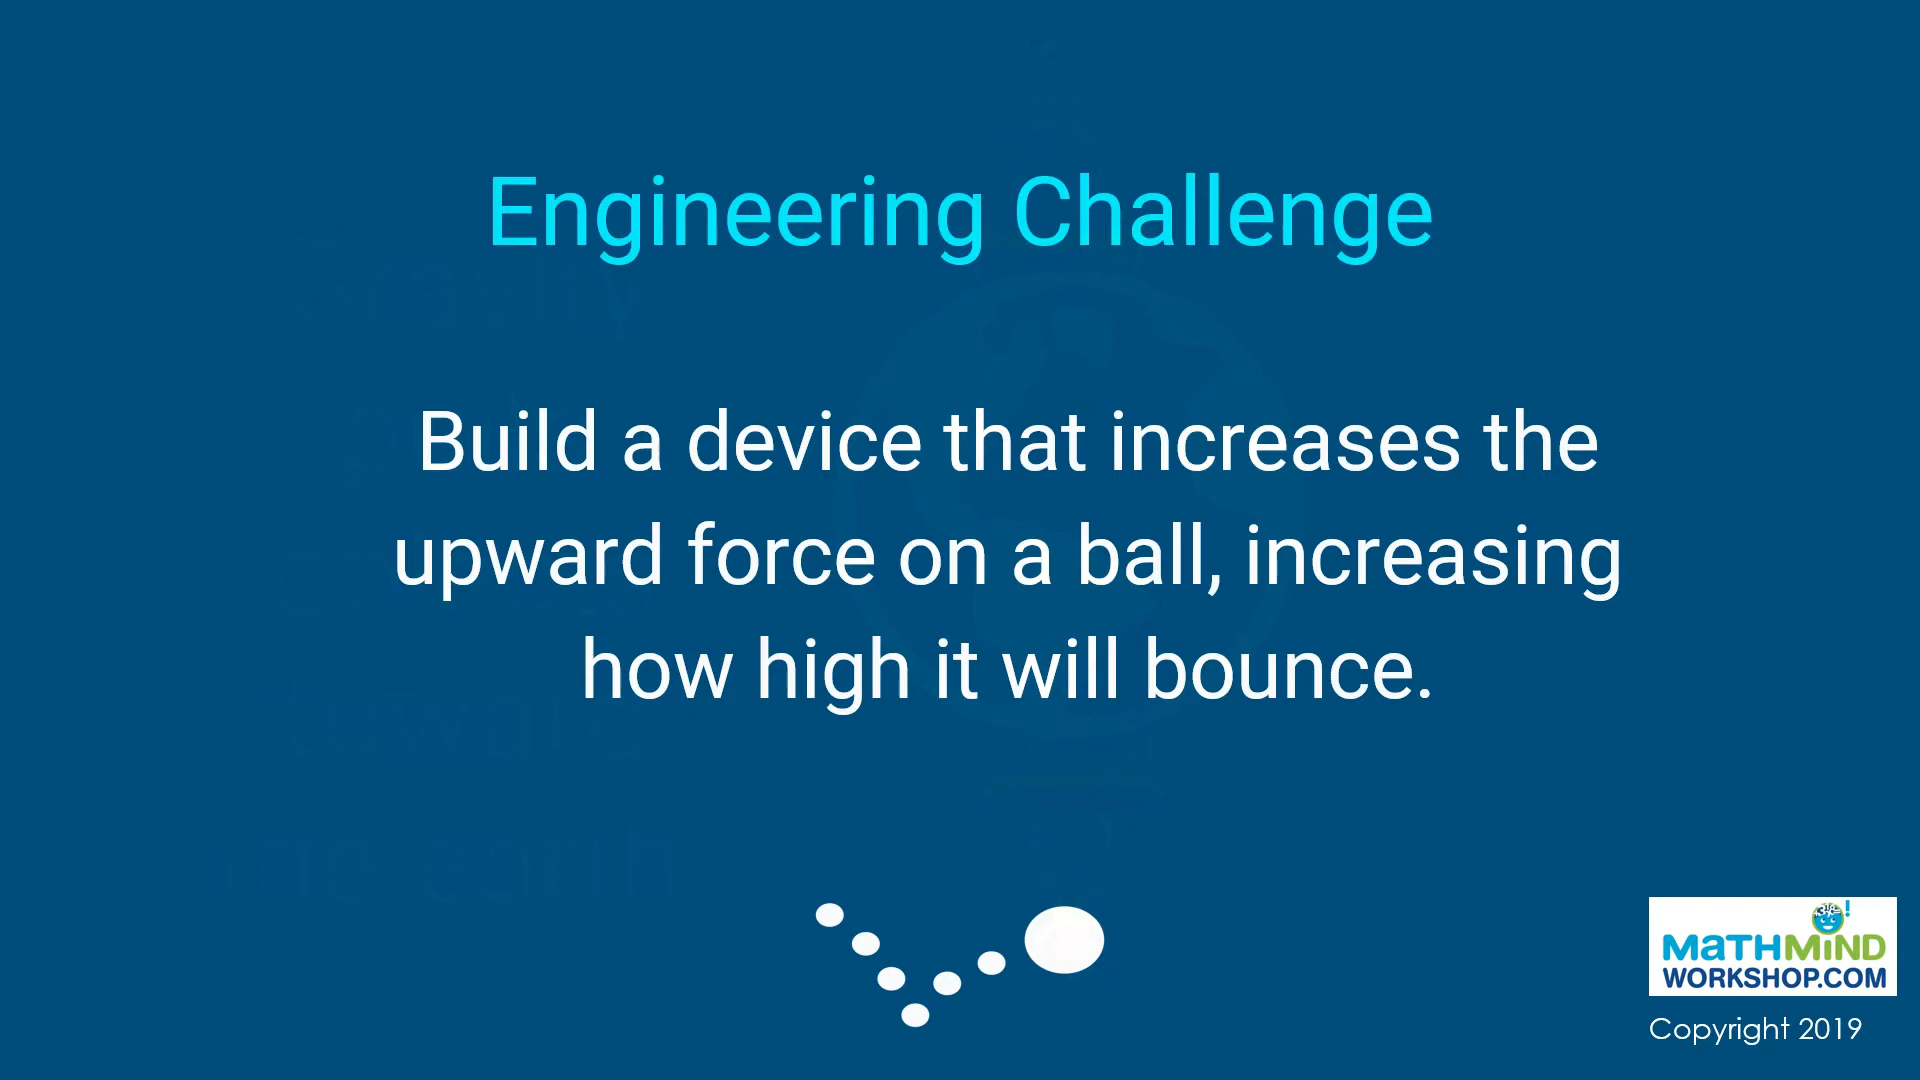 Engineering Challenge
Build a device that increases the
upward force on a ball, increasing
how high it will bounce.
MATHMIND
WORKSHOP.COM
Copyright 2019